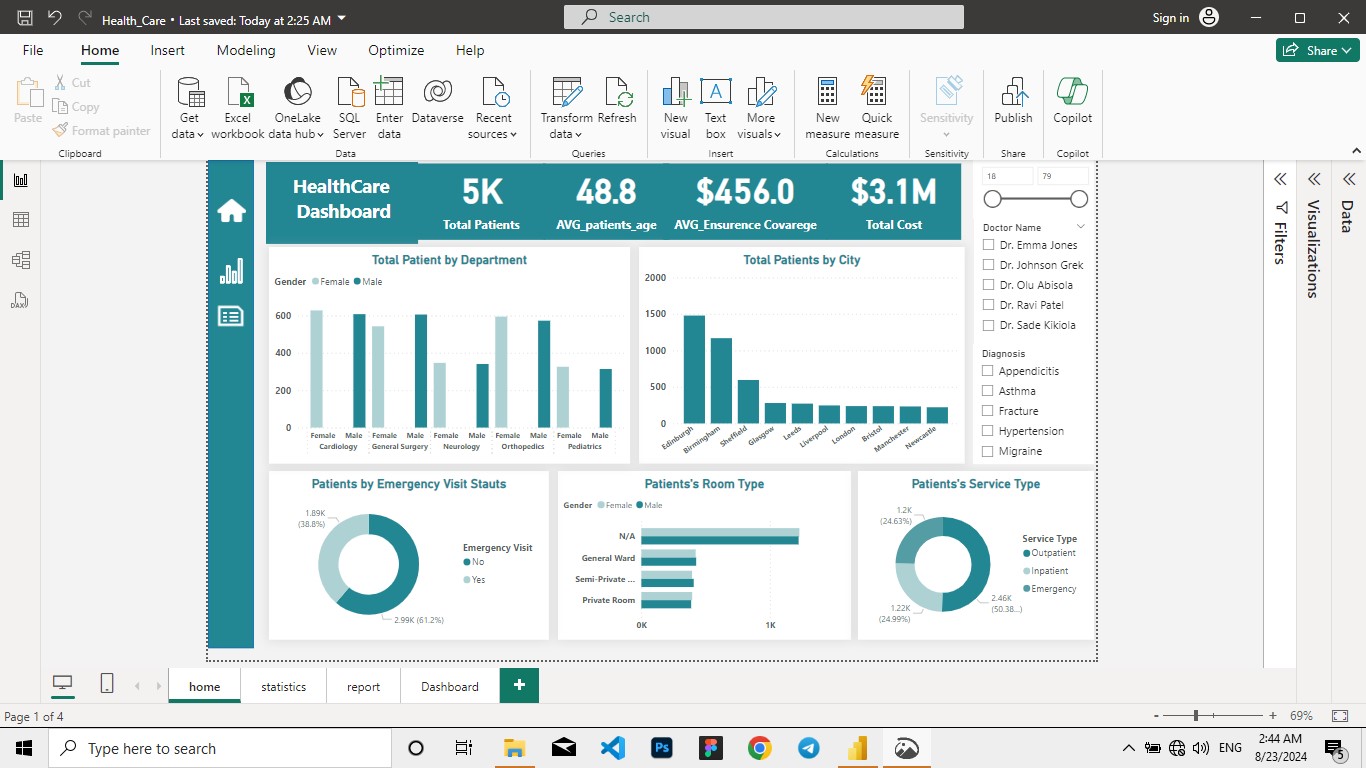 Health_Care • Last saved: Today at 2:25 AM
Search
Sign in
File Home Insert Modeling View Optimize Help
Share
Paste
Cut
Copy
Format painter
Clipboard
Get data
Excel workbook
OneLake data hub
SQL Server
Enter data
Dataverse
Recent sources
Data
Transform data
Refresh
Queries
New visual
Text box
More visuals
Insert
New measure
Quick measure
Calculations
Sensitivity
Sensitivity
Publish
Share
Copilot
Copilot
HealthCare Dashboard
5K
Total Patients
48.8
AVG_patients_age
$456.0
AVG_Ensurence Covarege
$3.1M
Total Cost
18 79
Doctor Name
Dr. Emma Jones
Dr. Johnson Grek
Dr. Olu Abisola
Dr. Ravi Patel
Dr. Sade Kikiola
Diagnosis
Appendicitis
Asthma
Fracture
Hypertension
Migraine
Filters
Visualizations
Data
Total Patient by Department
Gender Female Male
600
400
200
0
Female Male Female Male Female Male Female Male Female Male
Cardiology General Surgery Neurology Orthopedics Pediatrics
Total Patients by City
2000
1500
1000
500
0
Edinburgh Birmingham Sheffield Glasgow Leeds Liverpool London Bristol Manchester Newcastle
Patients by Emergency Visit Stauts
1.89K
(38.8%)
2.99K (61.2%)
Emergency Visit
No
Yes
Patients's Room Type
Gender Female Male
N/A
General Ward
Semi-Private ...
Private Room
0K 1K
Patients's Service Type
1.2K
(24.63%)
1.22K
(24.99%)
2.46K
(50.38...)
Service Type
Outpatient
Inpatient
Emergency
home statistics report Dashboard +
Page 1 of 4
- + 69%
Type here to search
Ps
ENG
2:44 AM
8/23/2024
5